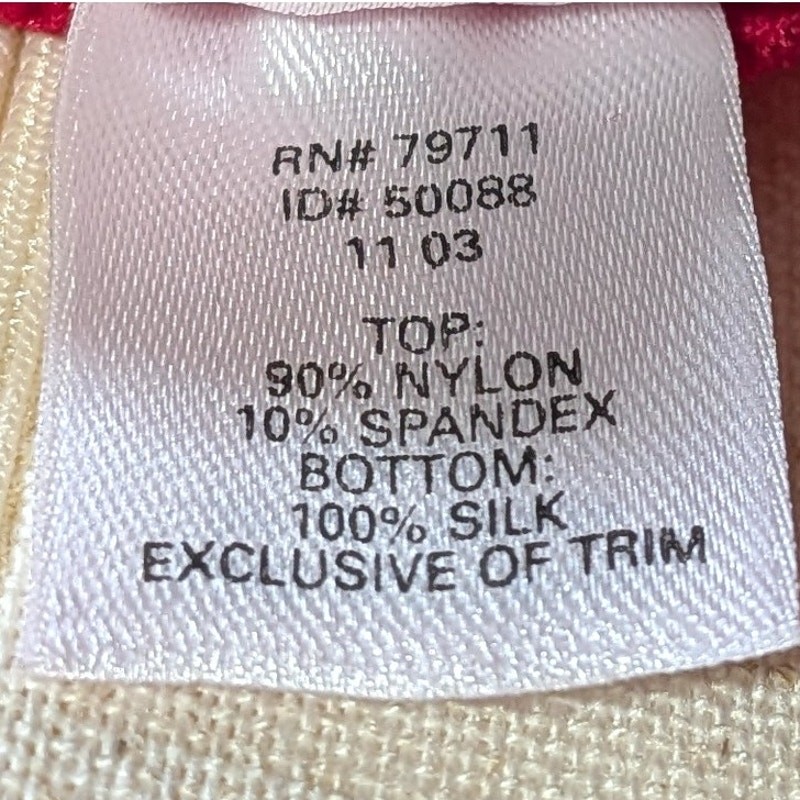 RN# 79711
ID# 50088
11 03
TOP:
90% NYLON
10% SPANDEX
BOTTOM:
100% SILK
EXCLUSIVE OF TRIM